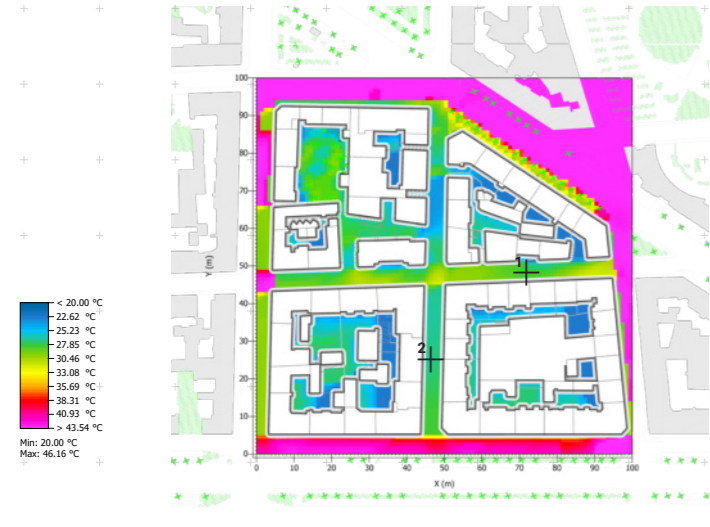 100
90
80
70
60
50
40
30
20
10
0
Y (m)
1
2
0 10 20 30 40 50 60 70 80 90 100
X (m)
< 20.00 °C
22.62 °C
25.23 °C
27.85 °C
30.46 °C
33.08 °C
35.69 °C
38.31 °C
40.93 °C
> 43.54 °C
Min: 20.00 °C
Max: 46.16 °C